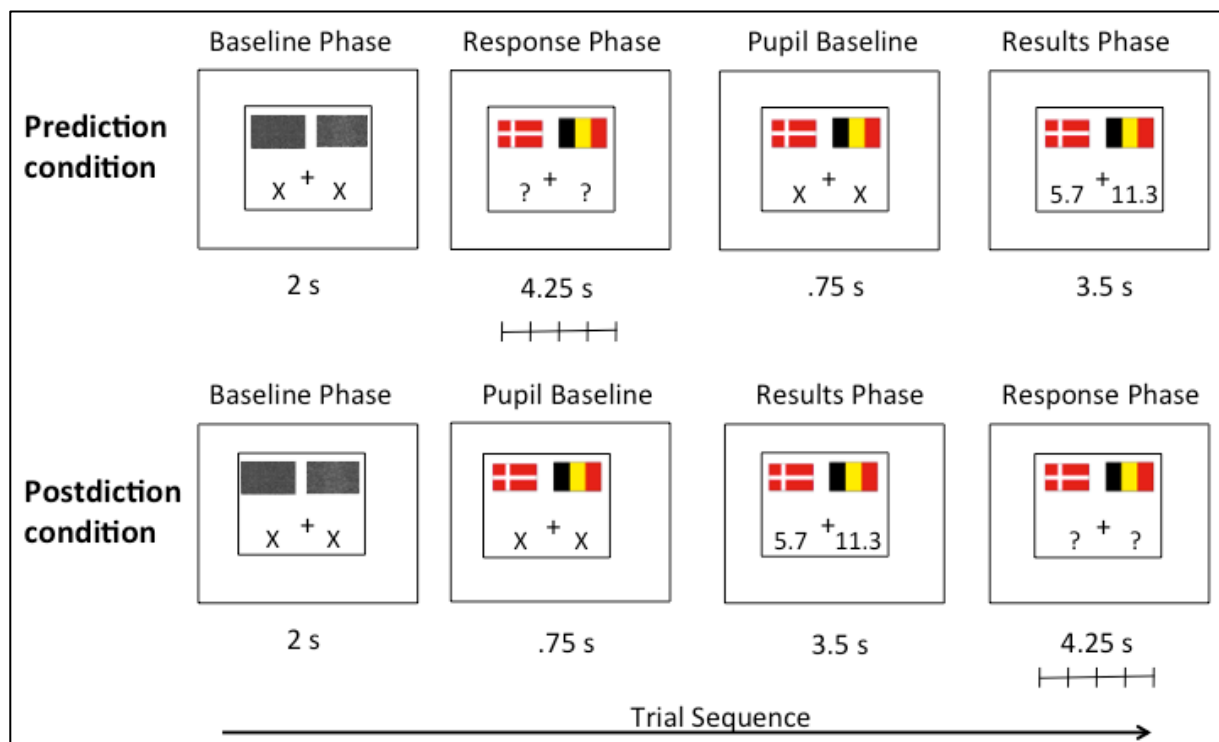 Baseline Phase Response Phase Pupil Baseline Results Phase
Prediction condition
X + X
? + ?
X + X
5.7 + 11.3
2 s 4.25 s .75 s 3.5 s
Baseline Phase Pupil Baseline Results Phase Response Phase
Postdiction condition
X + X
X + X
5.7 + 11.3
? + ?
2 s .75 s 3.5 s 4.25 s
Trial Sequence